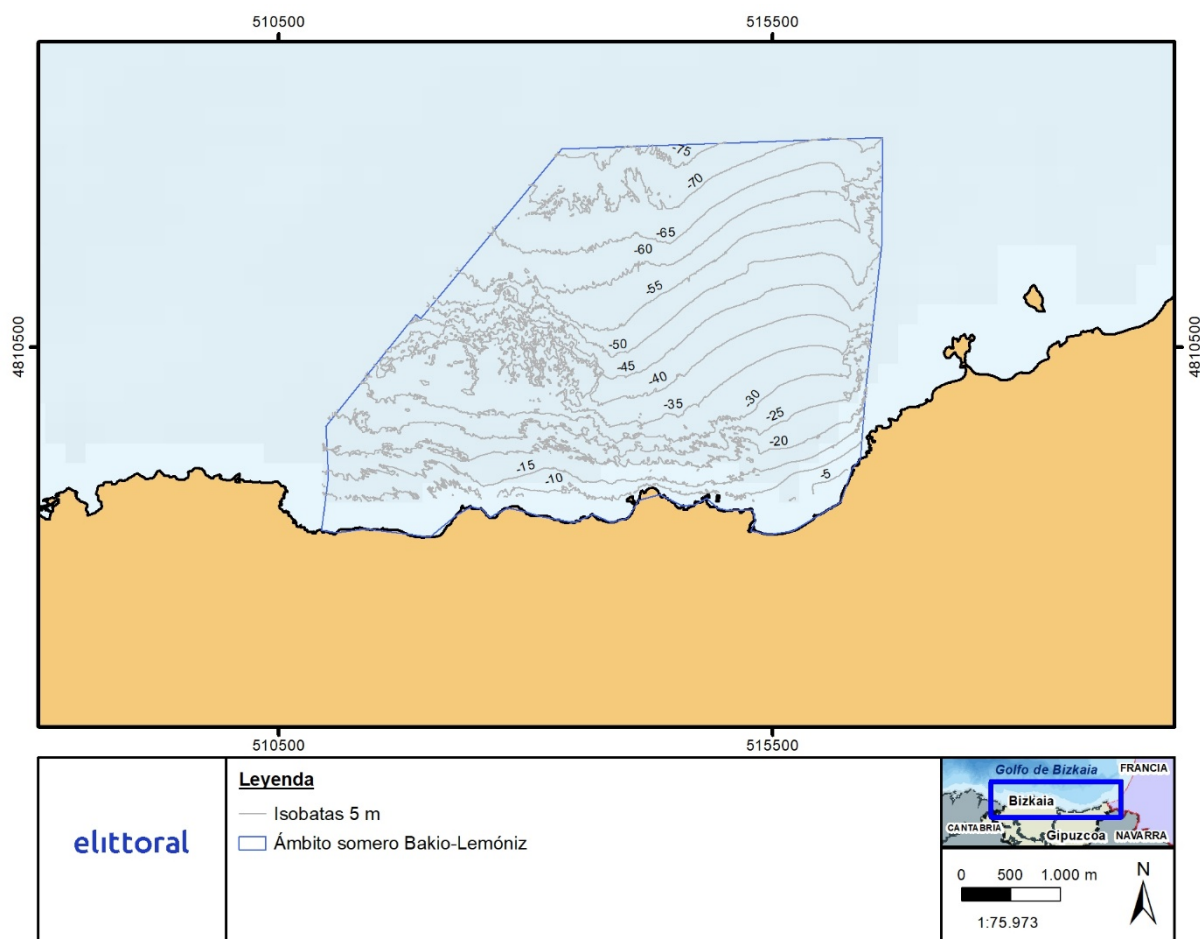 510500 515500
4810500 4810500
-75
-70
-65
-60
-55
-50
-45
-40
-35
-30
-25
-20
-15
-10
-5
510500 515500
elittoral
Leyenda
Isobatas 5 m
Ámbito somero Bakio-Lemóniz
Golfo de Bizkaia FRANCIA
Bizkaia
CANTABRIA Gipuzcoa NAVARRA
0 500 1.000 m
1:75.973
N